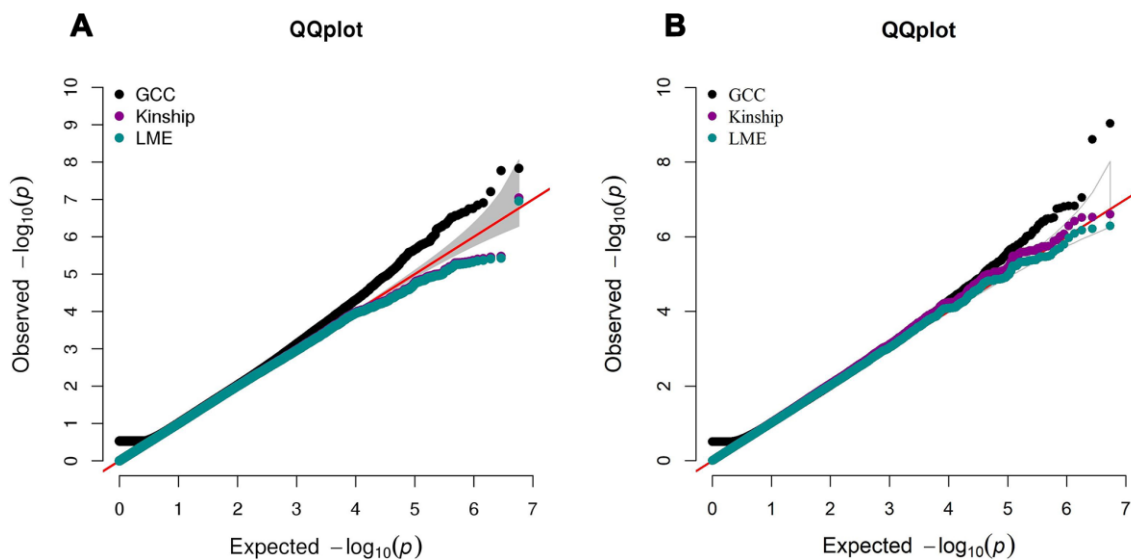 A
QQplot
GCC
Kinship
LME
Observed −log₁₀(p)
10
9
8
7
6
5
4
3
2
1
0
0 1 2 3 4 5 6 7
Expected −log₁₀(p)
B
QQplot
GCC
Kinship
LME
Observed −log₁₀(p)
10
8
6
4
2
0
0 1 2 3 4 5 6 7
Expected −log₁₀(p)